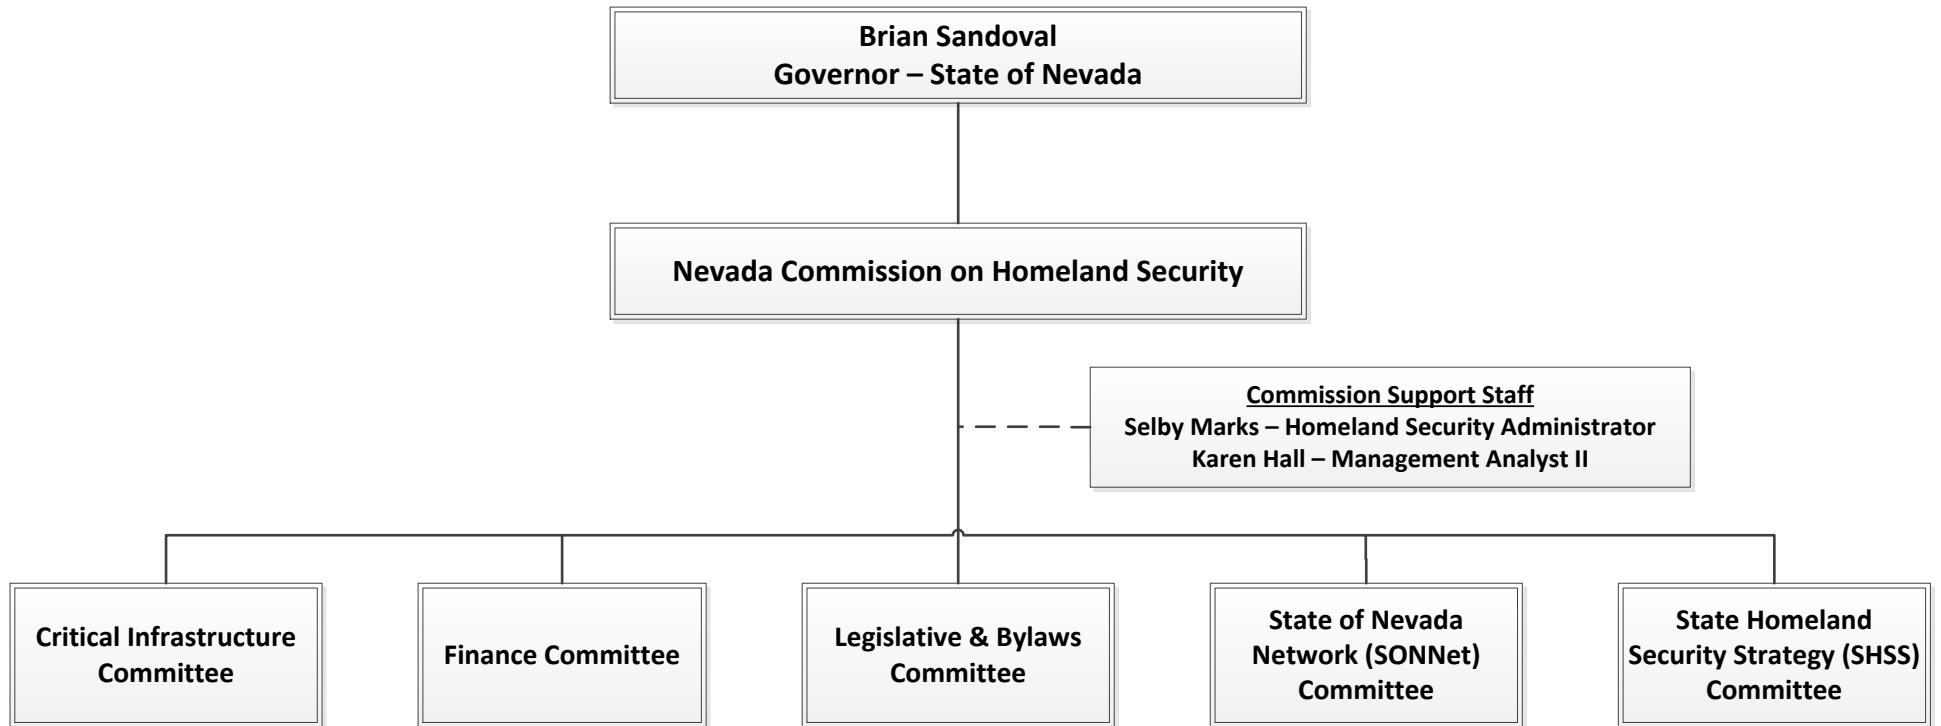 Brian Sandoval
Governor – State of Nevada
Nevada Commission on Homeland Security
Commission Support Staff
Selby Marks – Homeland Security Administrator
Karen Hall – Management Analyst II
Critical Infrastructure
Committee
Finance Committee
Legislative & Bylaws
Committee
State of Nevada
Network (SONNet)
Committee
State Homeland
Security Strategy (SHSS)
Committee